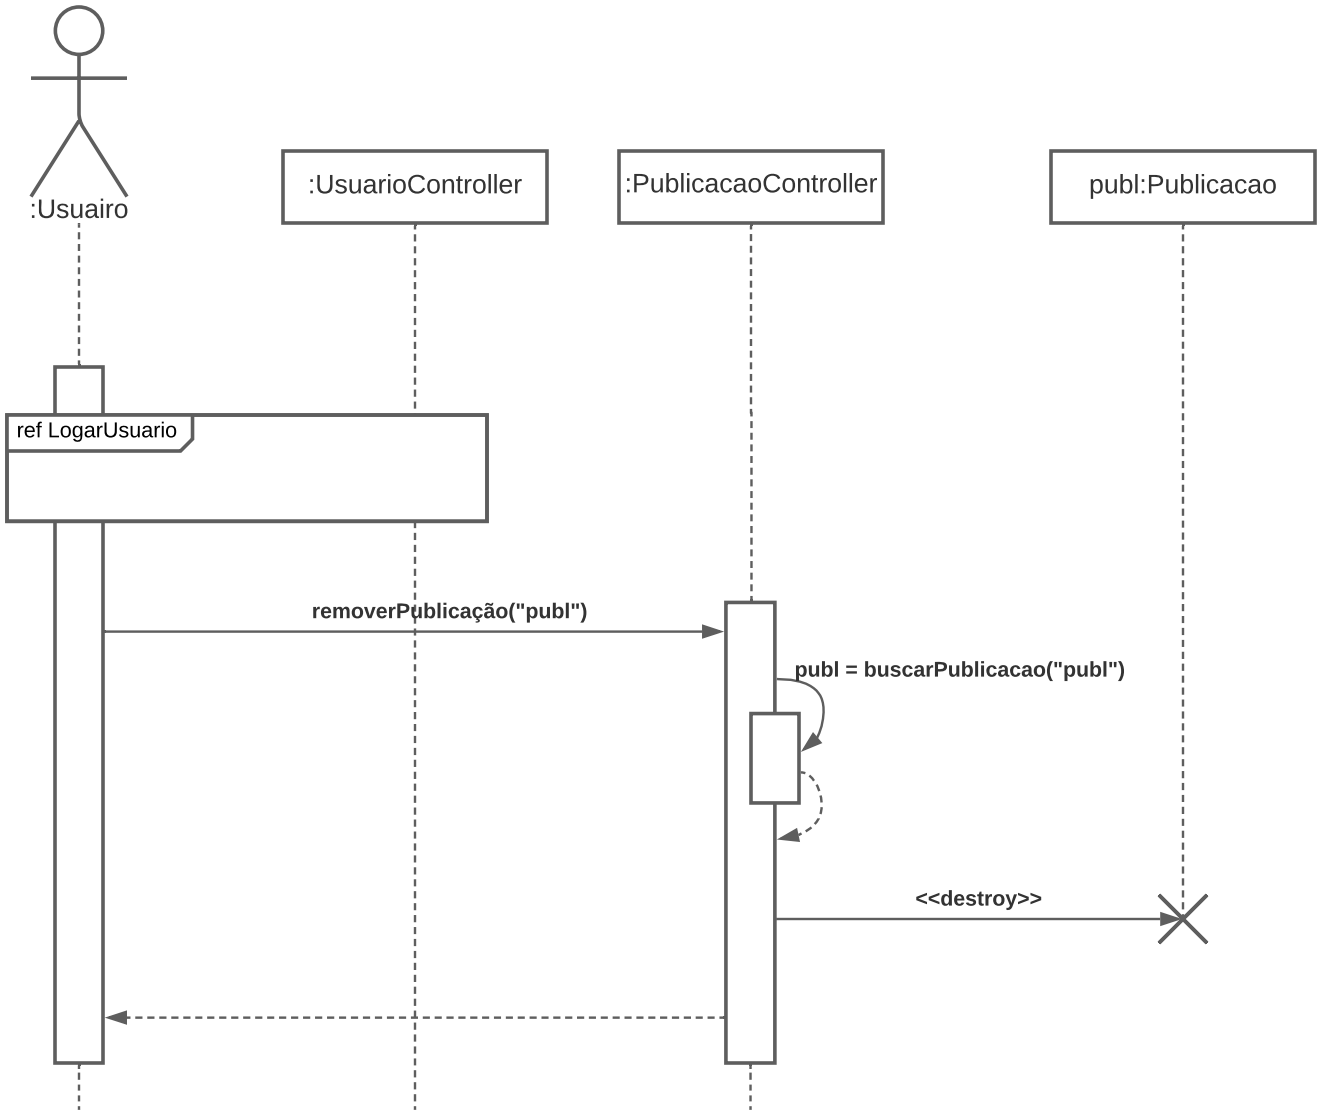 :Usuairo
:UsuarioController
:PublicacaoController
publ:Publicacao
ref LogarUsuario
removerPublicação("publ")
publ = buscarPublicacao("publ")
<<destroy>>